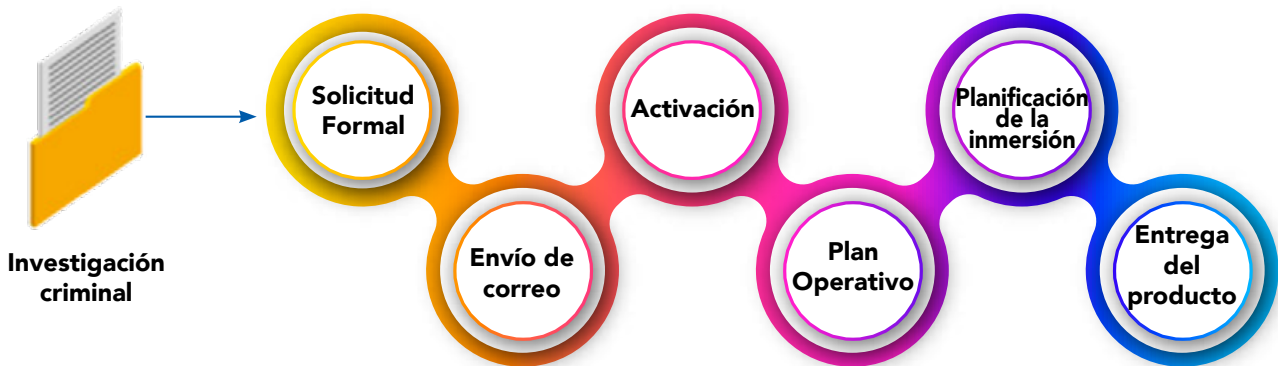 Investigación
criminal
Solicitud
Formal
Envío de
correo
Activación
Plan
Operativo
Planificación
de la
inmersión
Entrega
del
producto